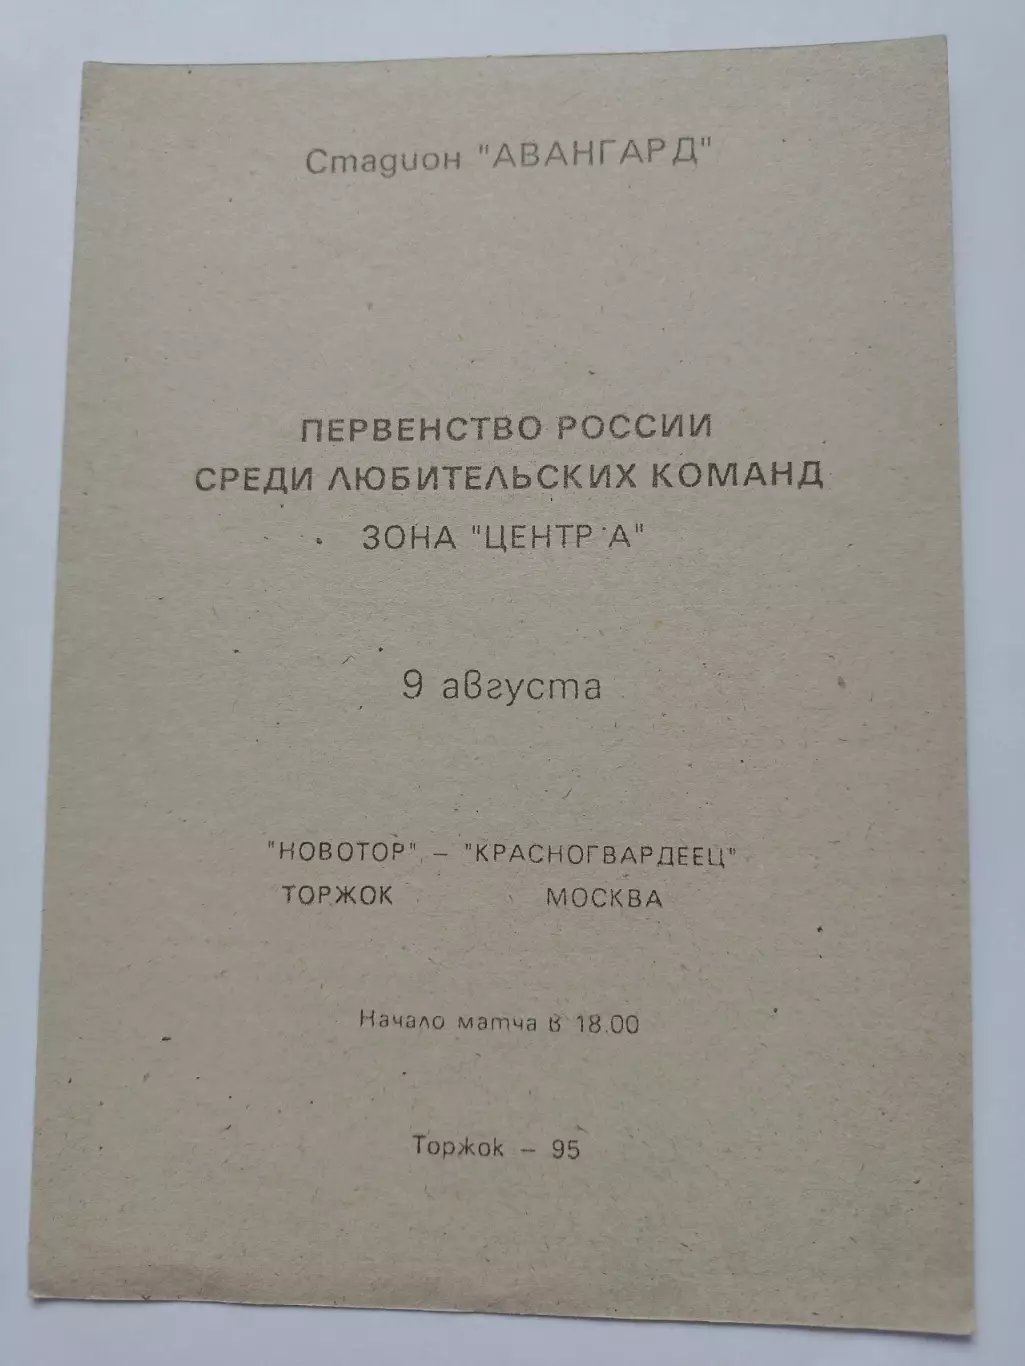 Стадион "АВАНГАРД"
ПЕРВЕНСТВО РОССИИ
СРЕДИ ЛЮБИТЕЛЬСКИХ КОМАНД
ЗОНА "ЦЕНТР А"
9 августа
"НОВОТОР" – "КРАСНОГВАРДЕЕЦ"
ТОРЖОК МОСКВА
Начало матча в 18.00
Торжок – 95